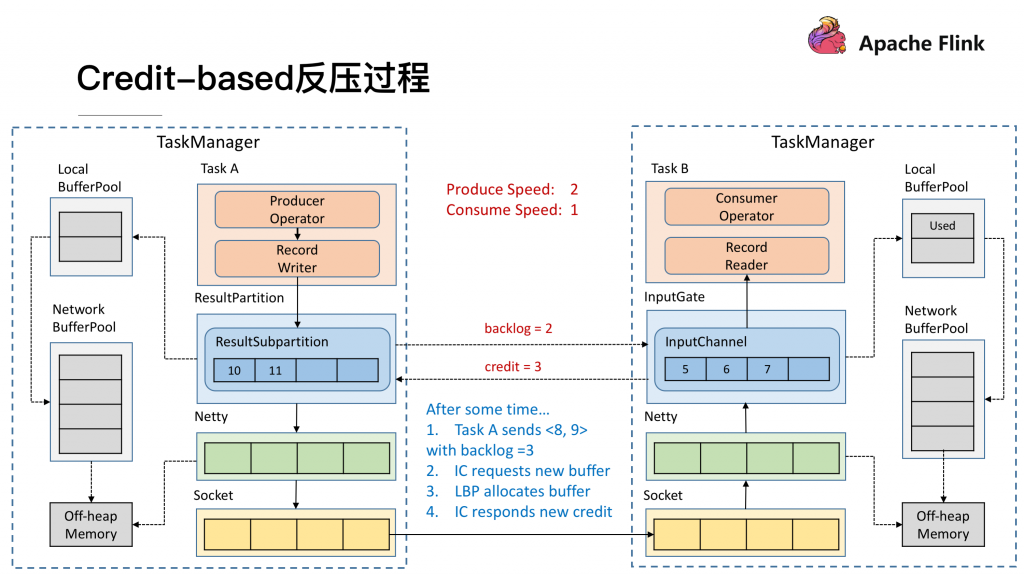 Apache Flink
Credit-based反压过程
TaskManager
Local
BufferPool
Task A
Producer
Operator
Record
Writer
ResultPartition
Network
BufferPool
ResultSubpartition
10 11
Netty
Socket
Off-heap
Memory
Produce Speed: 2
Consume Speed: 1
backlog = 2
credit = 3
After some time...
1. Task A sends <8, 9>
with backlog =3
2. IC requests new buffer
3. LBP allocates buffer
4. IC responds new credit
TaskManager
Task B
Consumer
Operator
Record
Reader
InputGate
InputChannel
5 6 7
Netty
Socket
Local
BufferPool
Used
Network
BufferPool
Off-heap
Memory